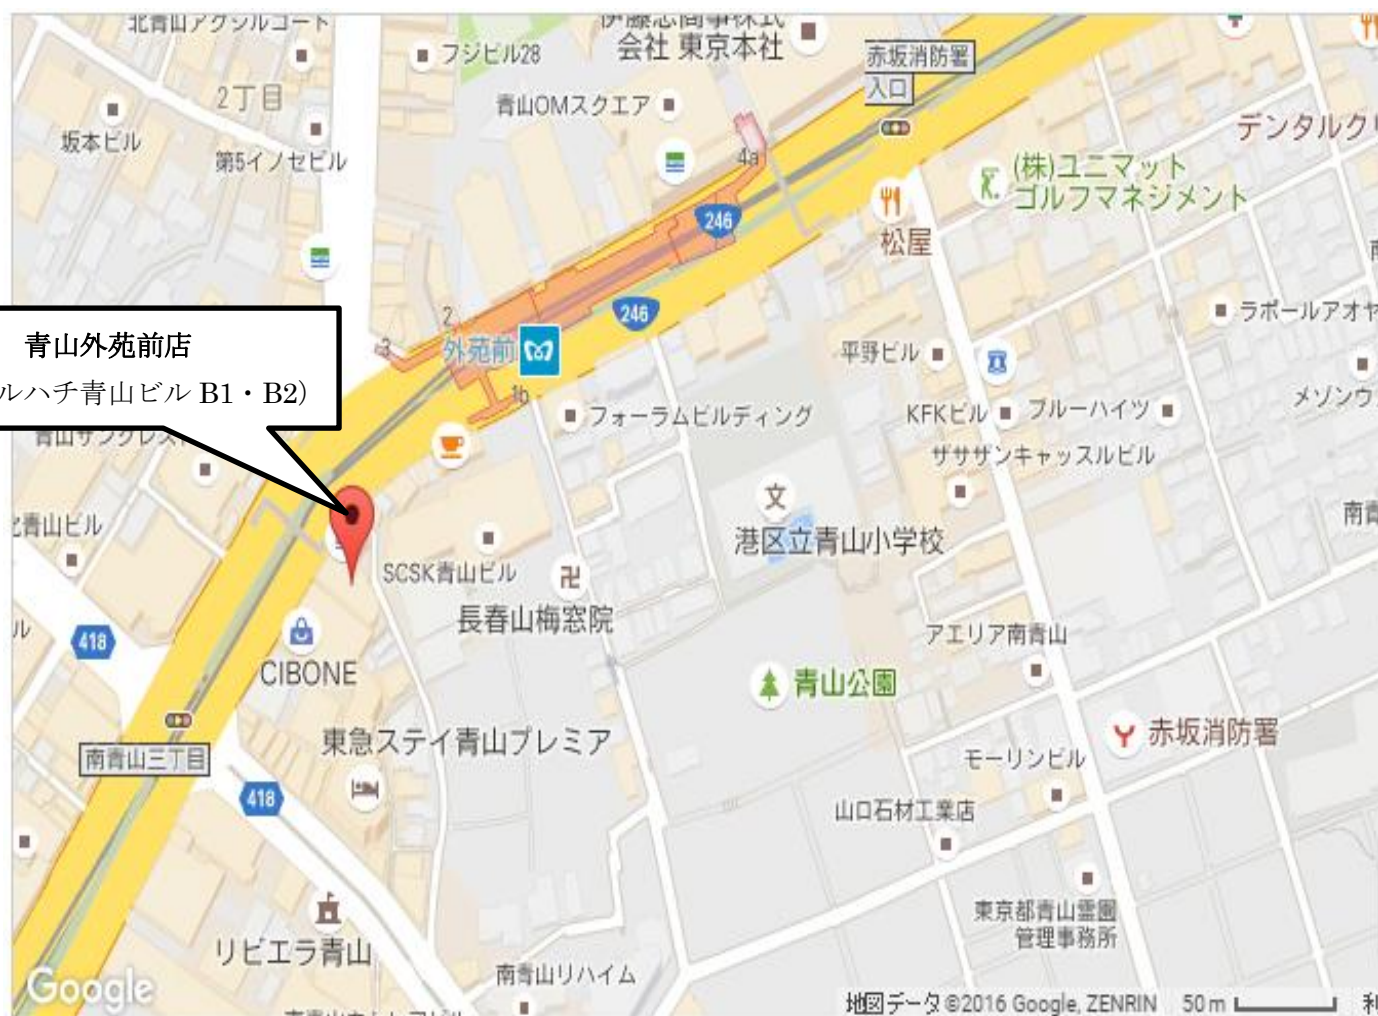 北青山アクシルコート
フジビル28
伊藤忠商事株式
会社 東京本社
赤坂消防署
入口
2丁目
青山OMスクエア
坂本ビル
第5イノセビル
4a
デンタルク
(株)ユニマット
ゴルフマネジメント
246
松屋
2
246
ラポールアオヤ
3
外苑前
青山外苑前店
ルハチ青山ビル B1・B2)
平野ビル
1b
フォーラムビルディング
KFKビル
ブルーハイツ
メゾンウ
ザサザンキャッスルビル
文
北青山ビル
港区立青山小学校
南青
SCSK青山ビル
卍
長春山梅窓院
ル
418
アエリア南青山
CIBONE
青山公園
東急ステイ青山プレミア
赤坂消防署
南青山三丁目
モーリンビル
418
山口石材工業店
東京都青山霊園
管理事務所
リビエラ青山
南青山リハイム
Google
地図データ ©2016 Google, ZENRIN
50 m
利